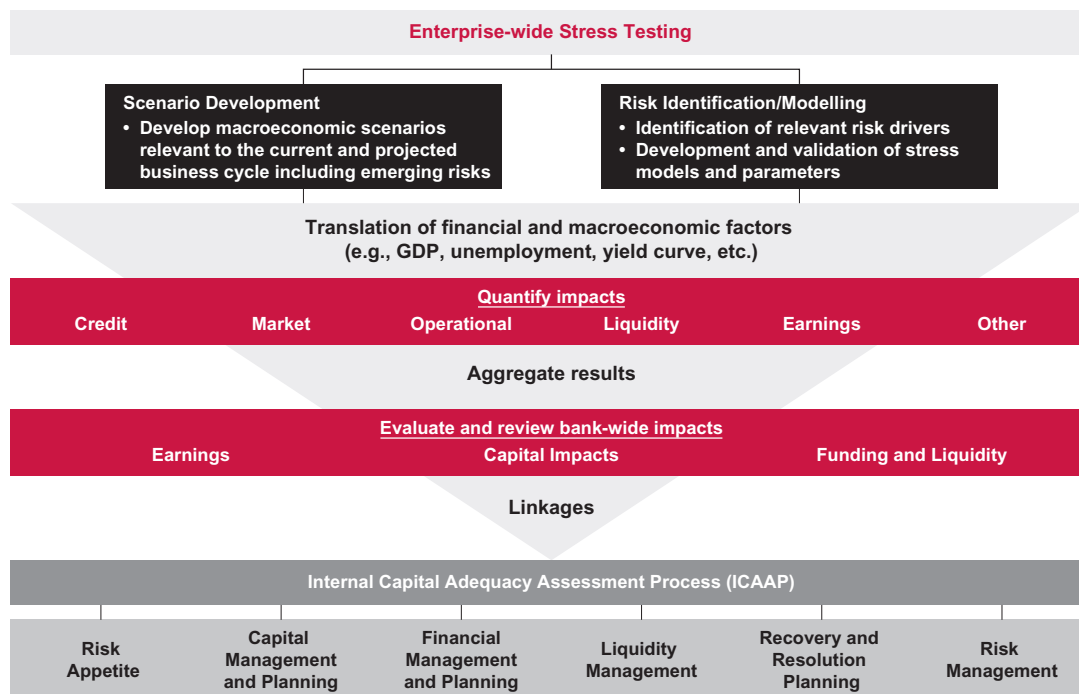 Enterprise-wide Stress Testing
Scenario Development
• Develop macroeconomic scenarios
relevant to the current and projected
business cycle including emerging risks
Risk Identification/Modelling
• Identification of relevant risk drivers
• Development and validation of stress
models and parameters
Translation of financial and macroeconomic factors
(e.g., GDP, unemployment, yield curve, etc.)
Quantify impacts
Credit Market Operational Liquidity Earnings Other
Aggregate results
Evaluate and review bank-wide impacts
Earnings Capital Impacts Funding and Liquidity
Linkages
Internal Capital Adequacy Assessment Process (ICAAP)
Risk
Appetite
Capital
Management
and Planning
Financial
Management
and Planning
Liquidity
Management
Recovery and
Resolution
Planning
Risk
Management